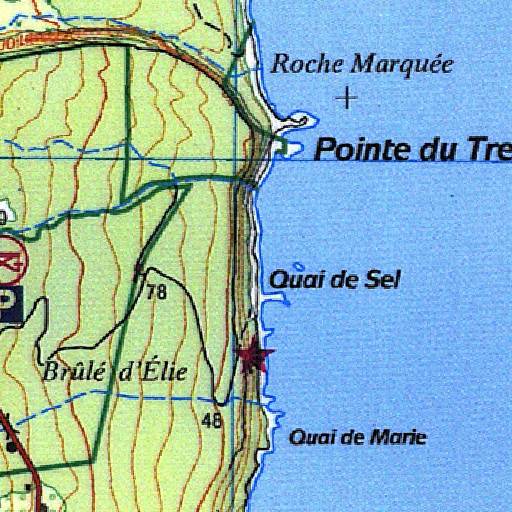 Roche Marquée
Pointe du Tre
Quai de Sel
78
Brûlé d'Élie
48
Quai de Marie
P